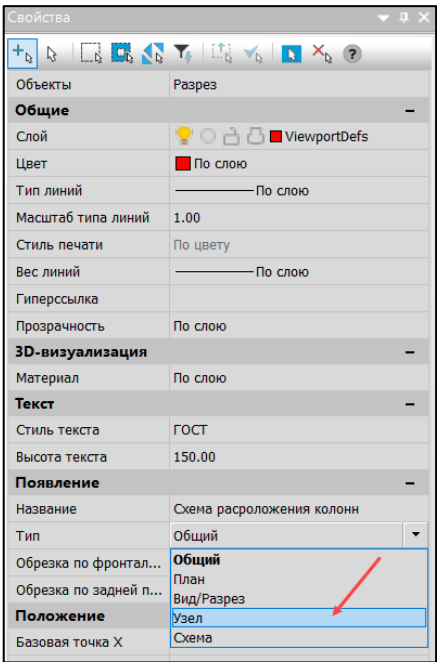 Свойства
?
Объекты Разрез
Общие
Слой ViewportDefs
Цвет По слою
Тип линий По слою
Масштаб типа линий 1.00
Стиль печати По цвету
Вес линий По слою
Гиперссылка
Прозрачность По слою
3D-визуализация
Материал По слою
Текст
Стиль текста ГОСТ
Высота текста 150.00
Появление
Название Схема расроложения колонн
Тип Общий
Обрезка по фронтал... Общий
План
Обрезка по задней п... Вид/Разрез
Положение Узел
Базовая точка X Схема